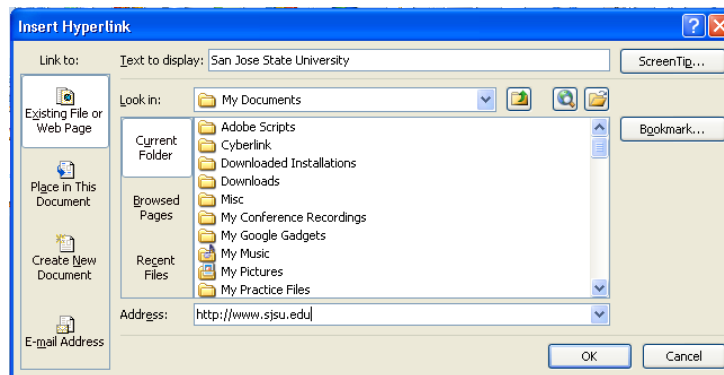 Insert Hyperlink
Link to:
Text to display: San Jose State University
ScreenTip...
Existing File or
Web Page
Place in This
Document
Create New
Document
E-mail Address
Look in: My Documents
Bookmark...
Current
Folder
Browsed
Pages
Recent
Files
Adobe Scripts
Cyberlink
Downloaded Installations
Downloads
Misc
My Conference Recordings
My Google Gadgets
My Music
My Pictures
My Practice Files
Address: http://www.sjsu.edu
OK
Cancel